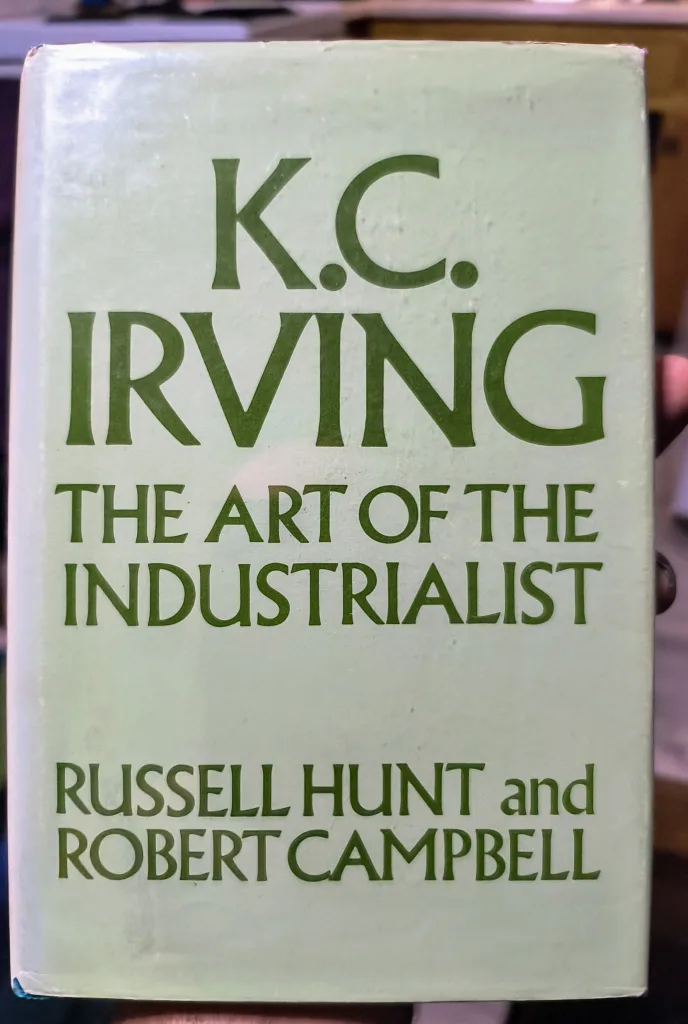 K.C.
IRVING
THE ART OF THE
INDUSTRIALIST
RUSSELL HUNT and
ROBERT CAMPBELL